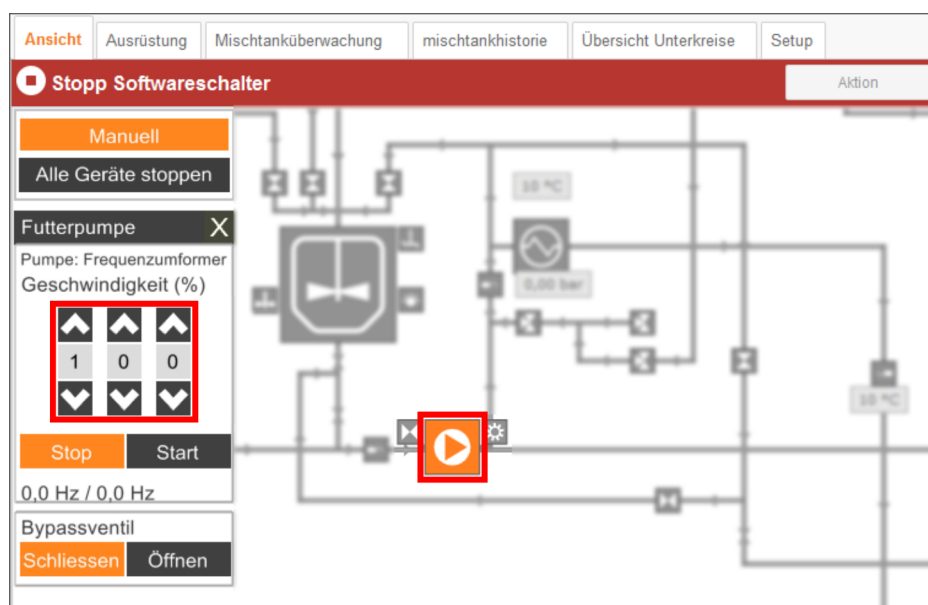 Ansicht Ausrüstung Mischtanküberwachung mischtankhistorie Übersicht Unterkreise Setup
Stopp Softwareschalter Aktion
Manuell
Alle Geräte stoppen
Futterpumpe X
Pumpe: Frequenzumformer
Geschwindigkeit (%)
1 0 0
Stop Start
0,0 Hz / 0,0 Hz
Bypassventil
Schliessen Öffnen
10 °C
0,00 bar
10 °C